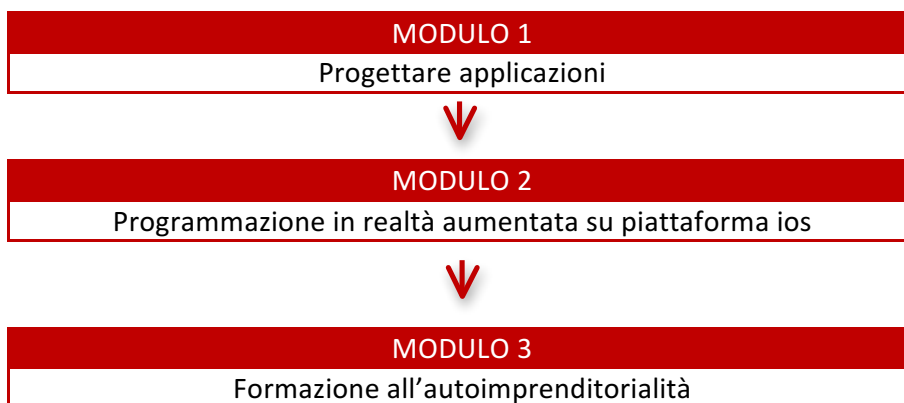 MODULO 1
Progettare applicazioni
MODULO 2
Programmazione in realtà aumentata su piattaforma ios
MODULO 3
Formazione all’autoimprenditorialità